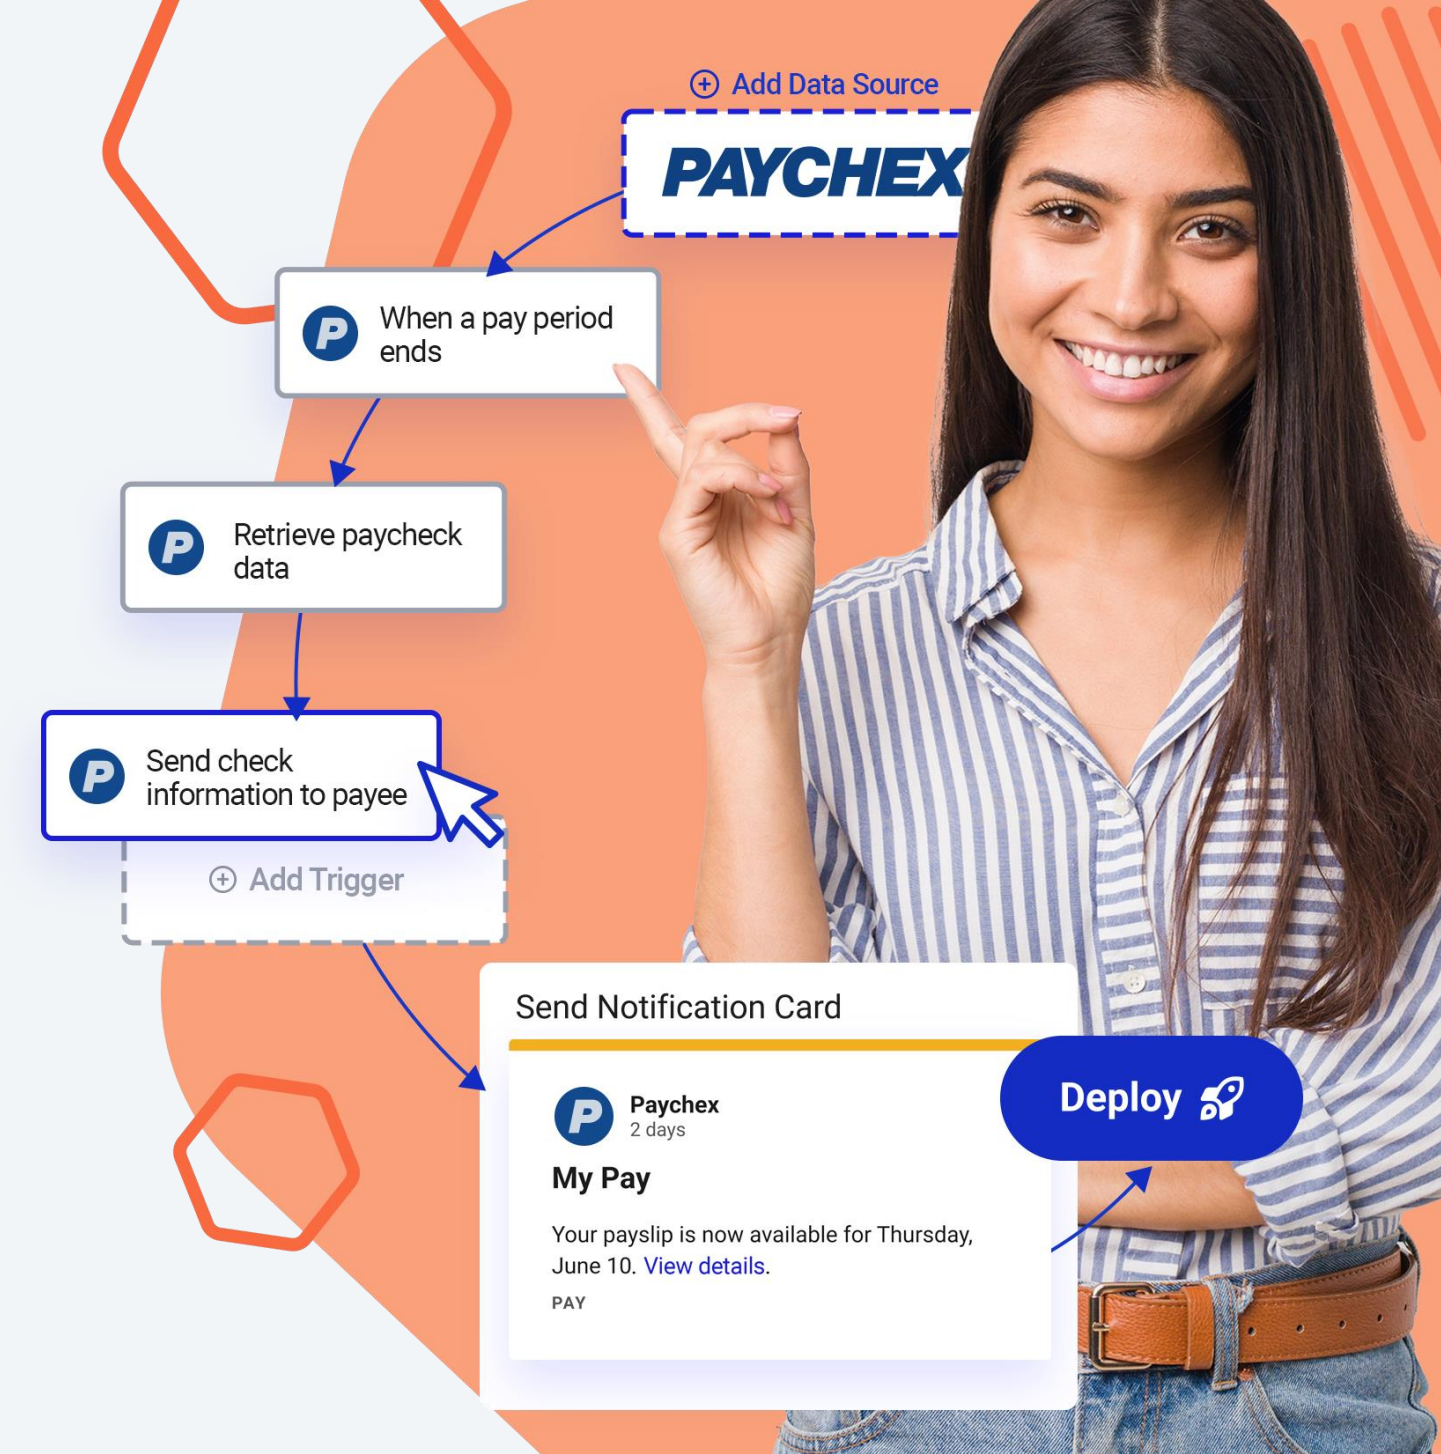 Add Data Source
PAYCHEX
When a pay period
ends
Retrieve paycheck
data
Send check
information to payee
Add Trigger
Send Notification Card
Paychex
2 days
My Pay
Your payslip is now available for Thursday,
June 10. View details.
PAY
Deploy